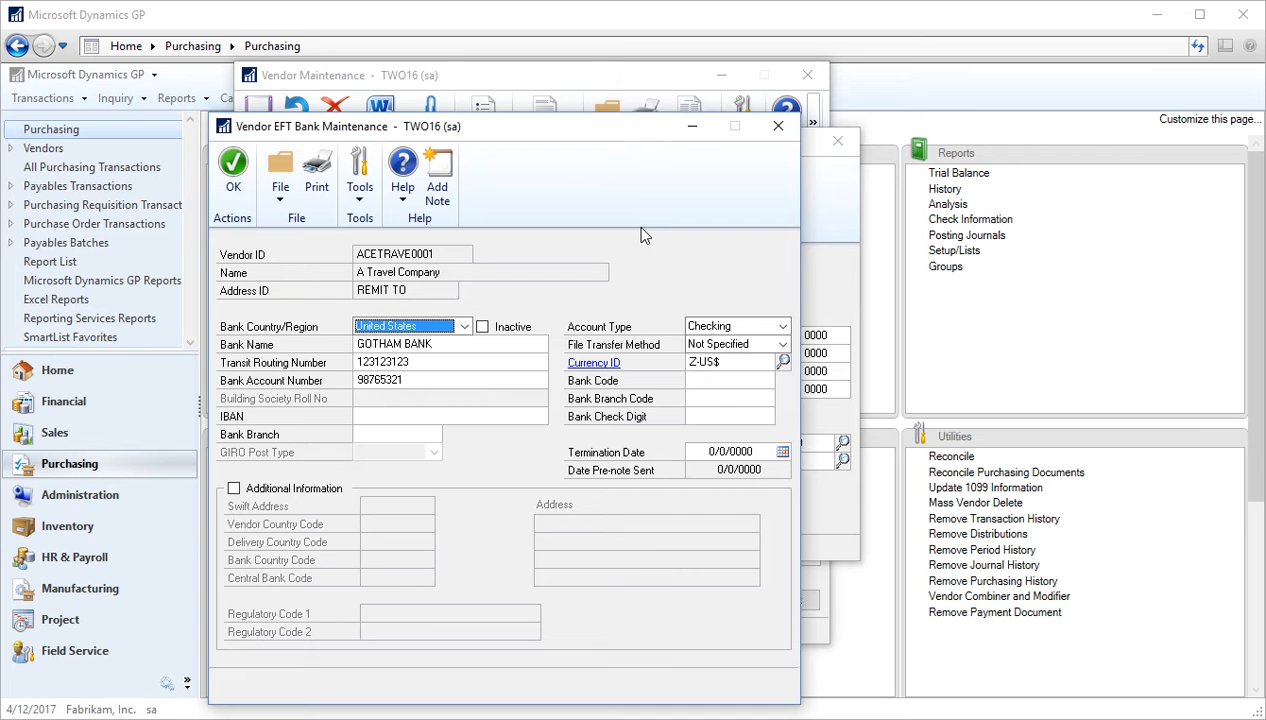 Microsoft Dynamics GP
Home
Purchasing
Purchasing
Microsoft Dynamics GP
Transactions
Inquiry
Reports
Ca
Customize this page...
Purchasing
Vendors
All Purchasing Transactions
Payables Transactions
Purchasing Requisition Transact
Purchase Order Transactions
Payables Batches
Report List
Microsoft Dynamics GP Reports
Excel Reports
Reporting Services Reports
SmartList Favorites
Home
Financial
Sales
Purchasing
Administration
Inventory
HR & Payroll
Manufacturing
Project
Field Service
4/12/2017 Fabrikam, Inc. sa
Vendor Maintenance - TWO16 (sa)
Vendor EFT Bank Maintenance - TWO16 (sa)
OK
File
Print
Tools
Help
Add
Note
Actions
File
Tools
Help
Vendor ID ACETRAVE0001
Name A Travel Company
Address ID REMIT TO
Bank Country/Region United States Inactive
Bank Name GOTHAM BANK
Transit Routing Number 123123123
Bank Account Number 98765321
Building Society Roll No
IBAN
Bank Branch
GIRO Post Type
Account Type Checking
File Transfer Method Not Specified
Currency ID Z-US$
Bank Code
Bank Branch Code
Bank Check Digit
Termination Date 0/0/0000
Date Pre-note Sent 0/0/0000
Additional Information
Swift Address
Vendor Country Code
Delivery Country Code
Bank Country Code
Central Bank Code
Regulatory Code 1
Regulatory Code 2
Address
0000
0000
0000
0000
Reports
Trial Balance
History
Analysis
Check Information
Posting Journals
Setup/Lists
Groups
Utilities
Reconcile
Reconcile Purchasing Documents
Update 1099 Information
Mass Vendor Delete
Remove Transaction History
Remove Distributions
Remove Period History
Remove Journal History
Remove Purchasing History
Vendor Combiner and Modifier
Remove Payment Document